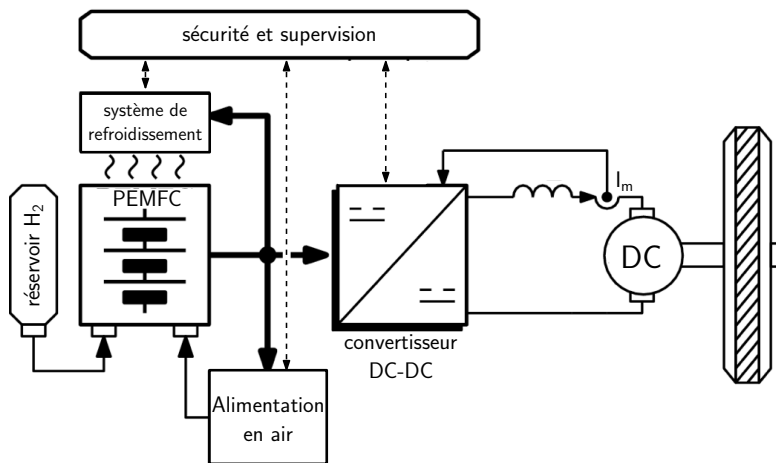 sécurité et supervision
système de
refroidissement
PEMFC
réservoir H₂
Iₘ
DC
convertisseur
DC-DC
Alimentation
en air